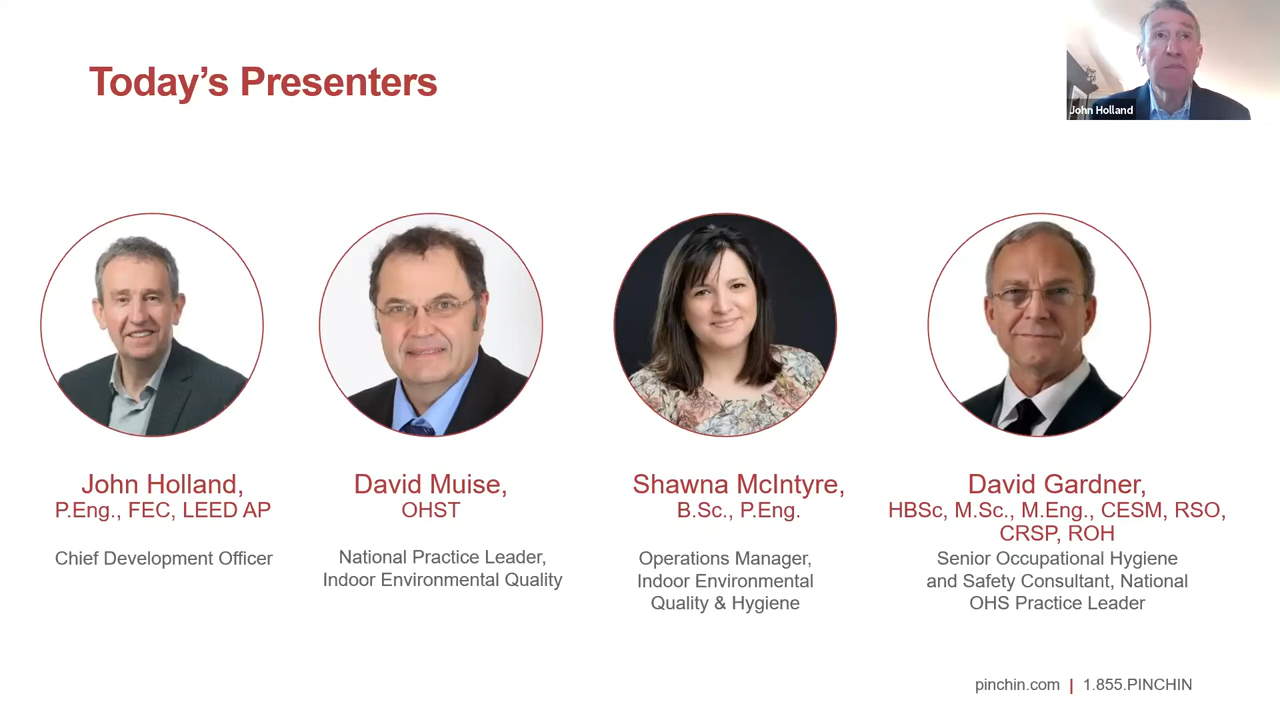 Today's Presenters
John Holland
John Holland,
P.Eng., FEC, LEED AP
Chief Development Officer
David Muise,
OHST
National Practice Leader,
Indoor Environmental Quality
Shawna McIntyre,
B.Sc., P.Eng.
Operations Manager,
Indoor Environmental
Quality & Hygiene
David Gardner,
HBSc, M.Sc., M.Eng., CESM, RSO,
CRSP, ROH
Senior Occupational Hygiene
and Safety Consultant, National
OHS Practice Leader
pinchin.com | 1.855.PINCHIN